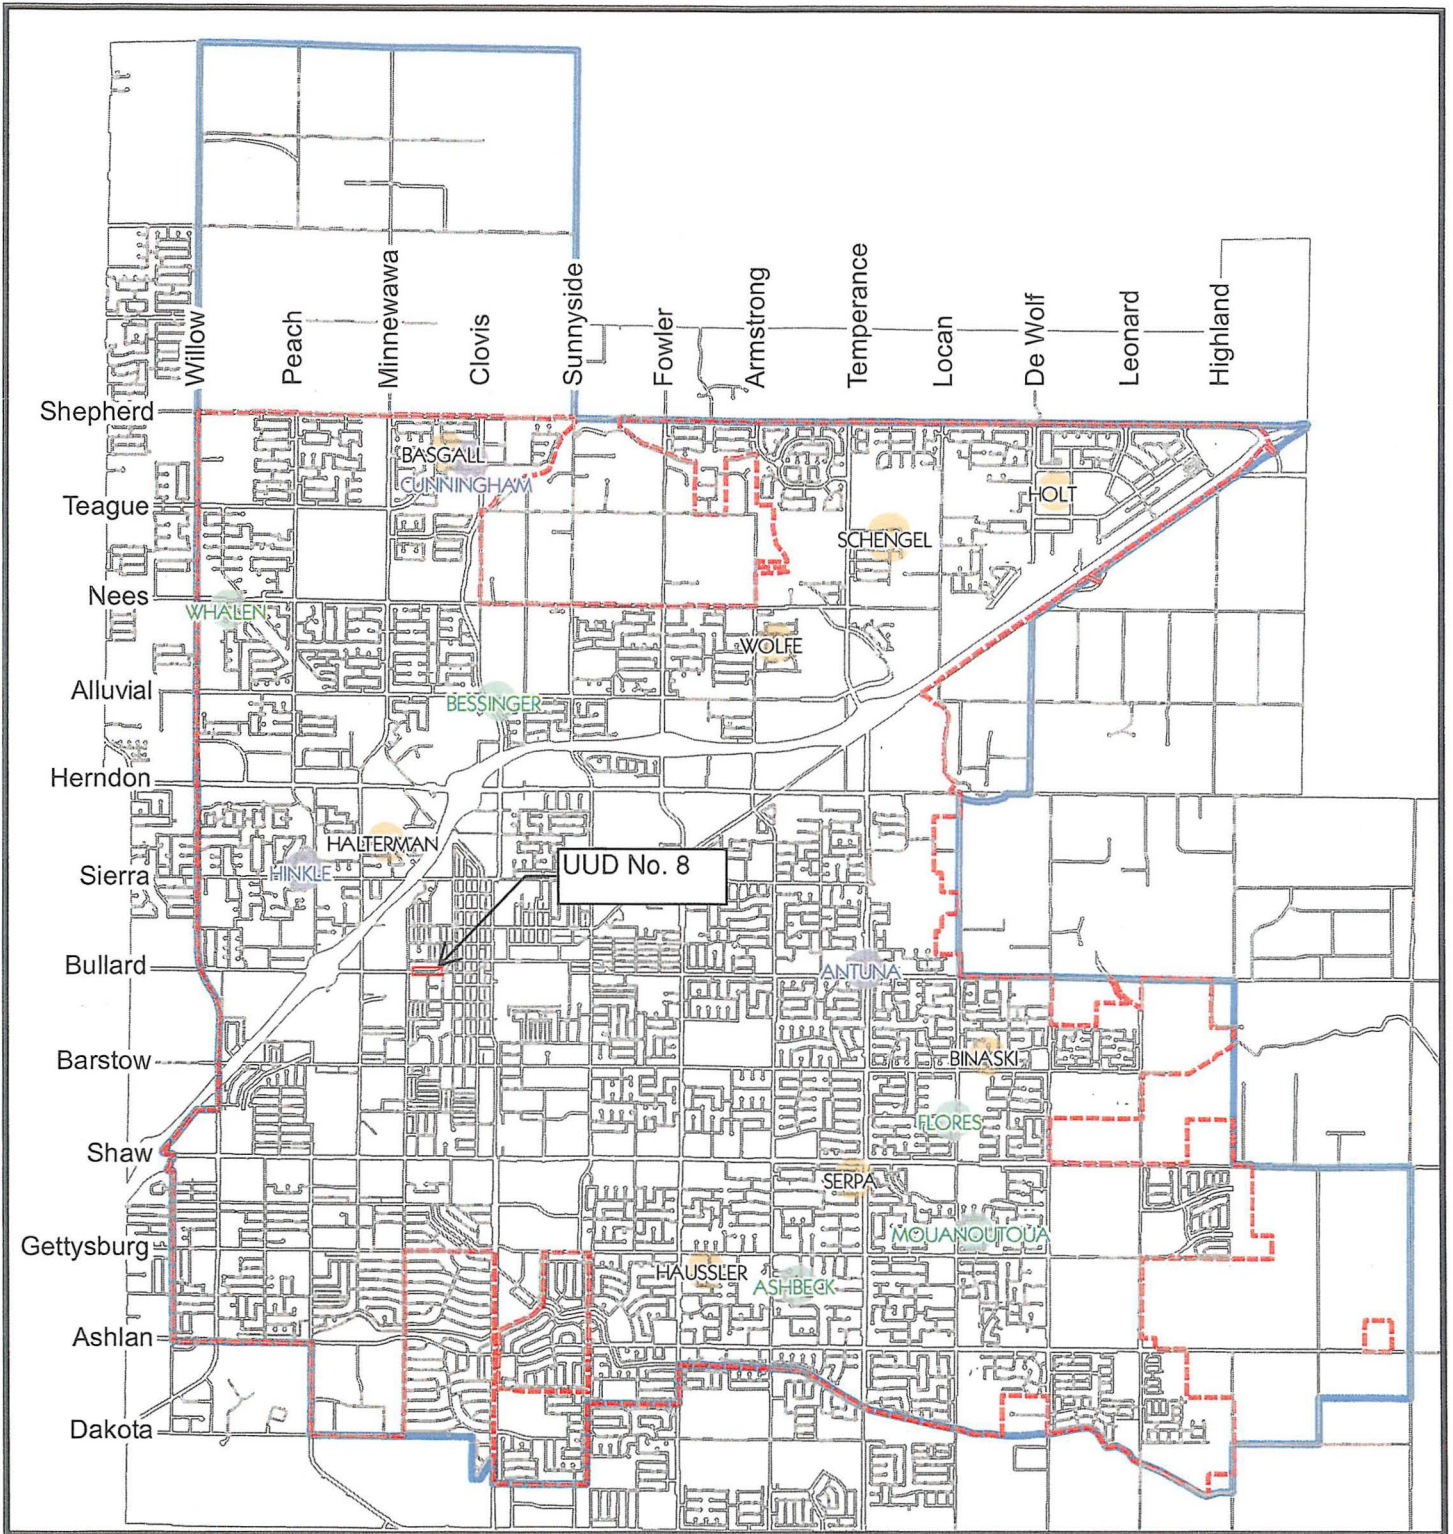 Willow
Peach
Minnewawa
Clovis
Sunnyside
Fowler
Armstrong
Temperance
Locan
De Wolf
Leonard
Highland
Shepherd
BASGALL
CUNNINGHAM
HOLT
Teague
SCHENGEL
Nees
WHALEN
WOLFE
Alluvial
BESSINGER
Herndon
HALTERMAN
UUD No. 8
Sierra
HINKLE
Bullard
ANTUNA
Barstow
BINASKI
FLORES
Shaw
SERPA
MOUANOUTOUA
Gettysburg
HAUSSLER
ASHBECK
Ashlan
Dakota